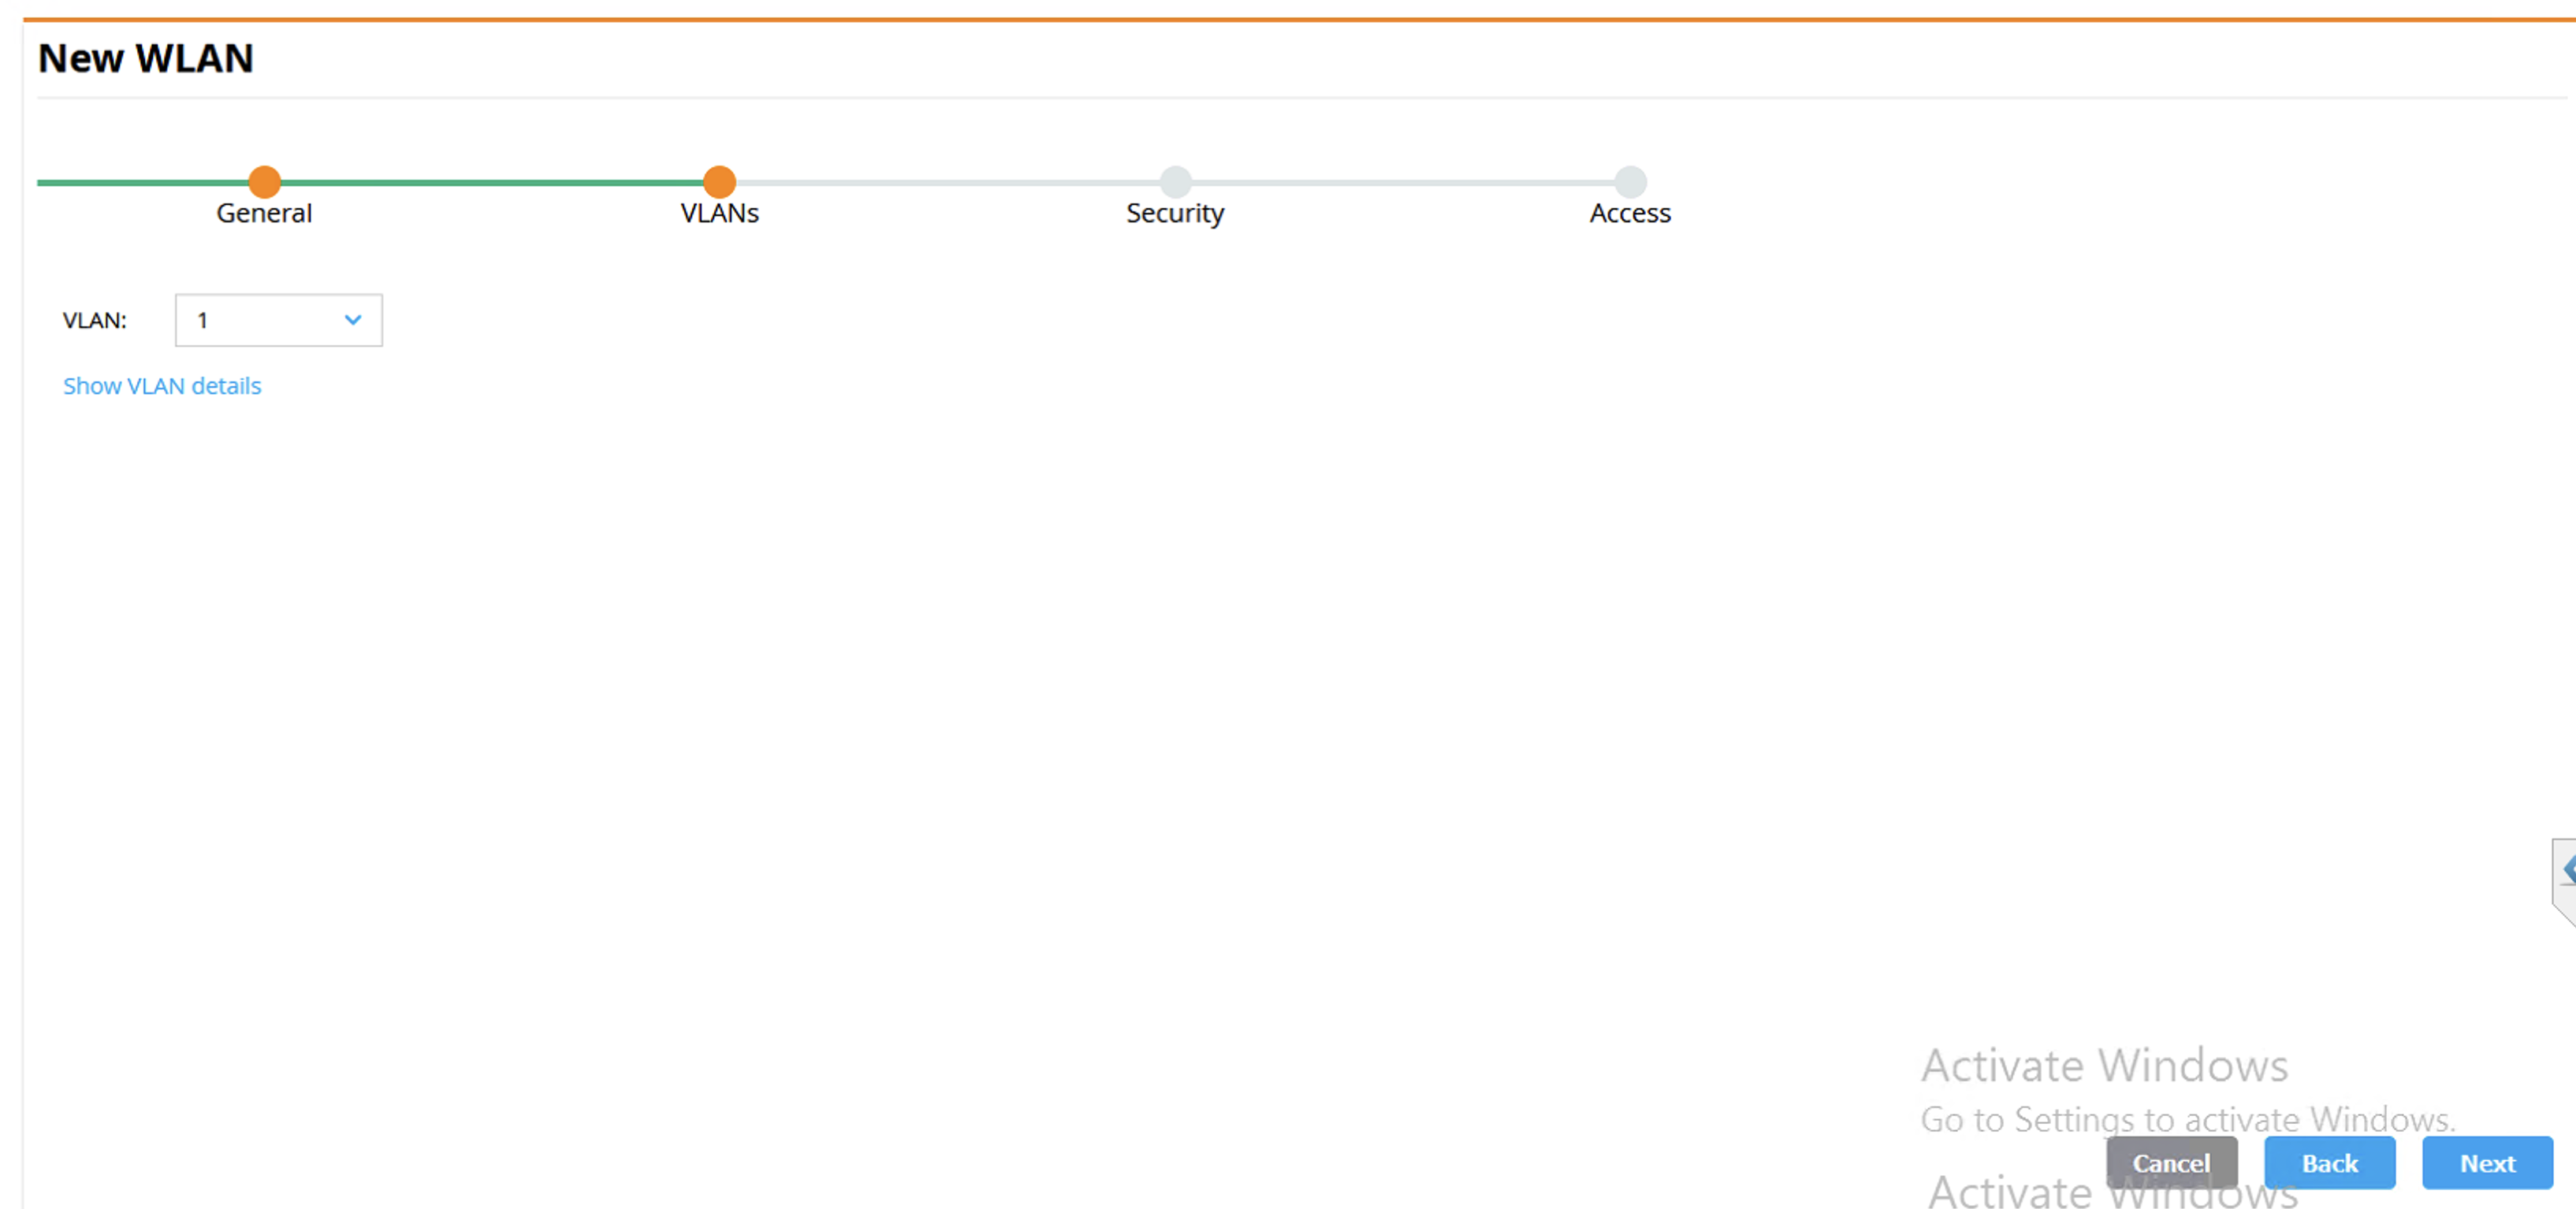 New WLAN
General
VLANs
Security
Access
VLAN: 1
Show VLAN details
Activate Windows
Go to Settings to activate Windows.
Cancel Back Next
Activate Windows